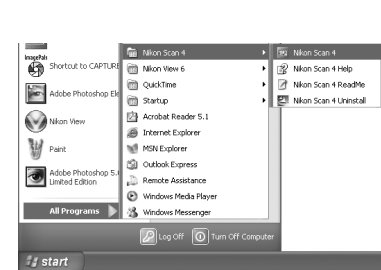 ImagePals
Shortcut to CAPTURE
Adobe Photoshop Ele
Nikon View
Paint
Adobe Photoshop 5.
Limited Edition
All Programs
Nikon Scan 4
Nikon View 6
QuickTime
Startup
Acrobat Reader 5.1
Internet Explorer
MSN Explorer
Outlook Express
Remote Assistance
Windows Media Player
Windows Messenger
Nikon Scan 4
Nikon Scan 4 Help
Nikon Scan 4 ReadMe
Nikon Scan 4 Uninstall
Log Off
Turn Off Computer
start